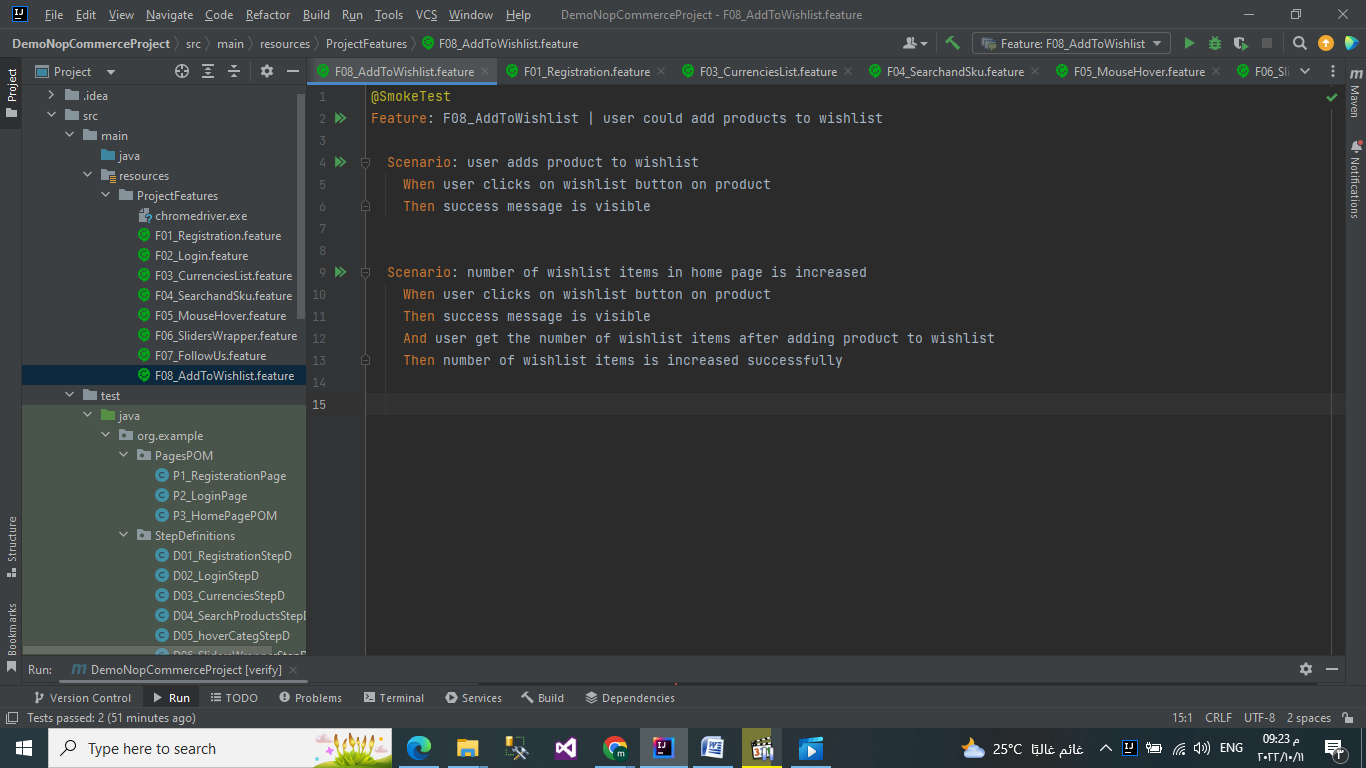 File Edit View Navigate Code Refactor Build Run Tools VCS Window Help DemoNopCommerceProject - F08_AddToWishlist.feature
DemoNopCommerceProject src main resources ProjectFeatures F08_AddToWishlist.feature Feature: F08_AddToWishlist
Project
Project
F08_AddToWishlist.feature F01_Registration.feature F03_CurrenciesList.feature F04_SearchandSku.feature F05_MouseHover.feature F06_Sl
.idea
src
main
java
resources
ProjectFeatures
chromedriver.exe
F01_Registration.feature
F02_Login.feature
F03_CurrenciesList.feature
F04_SearchandSku.feature
F05_MouseHover.feature
F06_SlidersWrapper.feature
F07_FollowUs.feature
F08_AddToWishlist.feature
test
java
org.example
PagesPOM
P1_RegisterationPage
P2_LoginPage
P3_HomePagePOM
StepDefinitions
D01_RegistrationStepD
D02_LoginStepD
D03_CurrenciesStepD
D04_SearchProductsStepD
D05_hoverCategStepD
D06_SlidersWrapperStepD
Structure
Bookmarks
1 @SmokeTest
2 Feature: F08_AddToWishlist | user could add products to wishlist
3
4 Scenario: user adds product to wishlist
5 When user clicks on wishlist button on product
6 Then success message is visible
7
8
9 Scenario: number of wishlist items in home page is increased
10 When user clicks on wishlist button on product
11 Then success message is visible
12 And user get the number of wishlist items after adding product to wishlist
13 Then number of wishlist items is increased successfully
14
15
m Maven
Notifications
Run: m DemoNopCommerceProject [verify]
Version Control Run TODO Problems Terminal Services Build Dependencies
Tests passed: 2 (51 minutes ago) 15:1 CRLF UTF-8 2 spaces
Type here to search
25°C غائم غالبًا ENG
09:23 م
٢٠٢٢/١٠/١١
٣